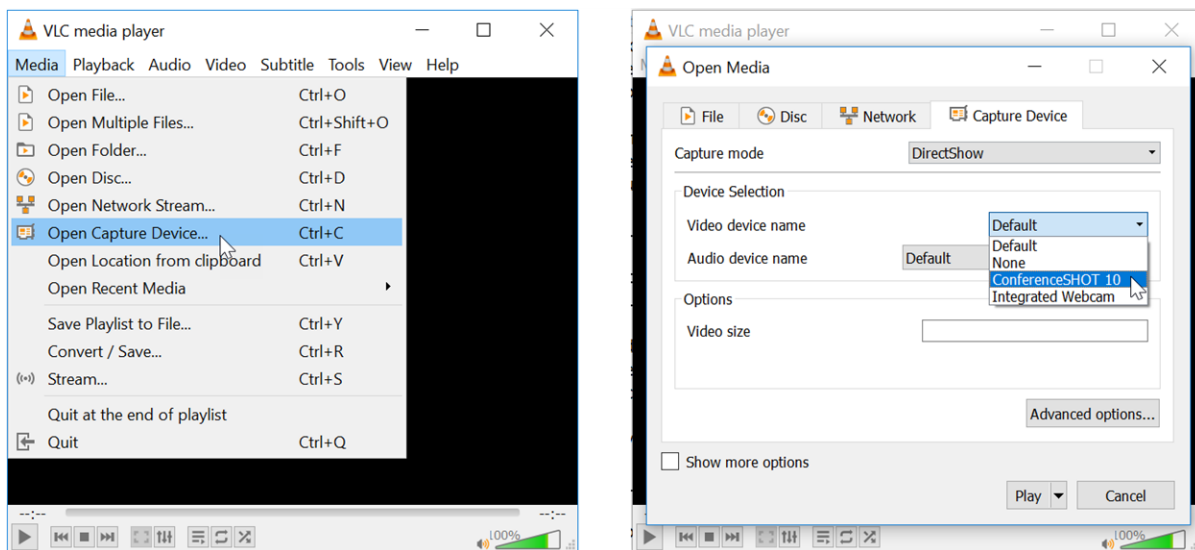 VLC media player
Media Playback Audio Video Subtitle Tools View Help
Open File... Ctrl+O
Open Multiple Files... Ctrl+Shift+O
Open Folder... Ctrl+F
Open Disc... Ctrl+D
Open Network Stream... Ctrl+N
Open Capture Device... Ctrl+C
Open Location from clipboard Ctrl+V
Open Recent Media
Save Playlist to File... Ctrl+Y
Convert / Save... Ctrl+R
Stream... Ctrl+S
Quit at the end of playlist
Quit Ctrl+Q
--:-- --:--
100%
VLC media player
Open Media
File Disc Network Capture Device
Capture mode DirectShow
Device Selection
Video device name Default
Default
None
ConferenceSHOT 10
Integrated Webcam
Audio device name Default
Options
Video size
Advanced options...
Show more options
Play Cancel
100%